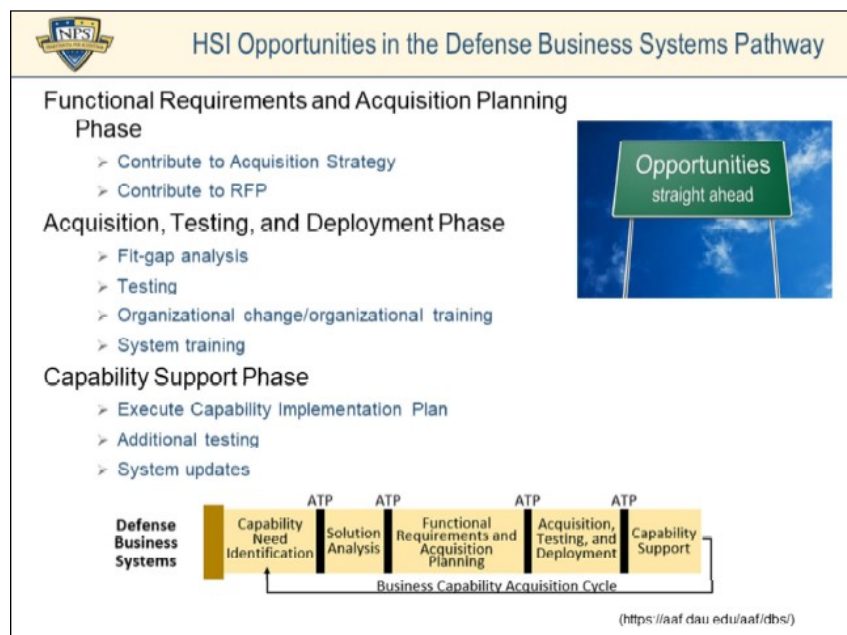 NPS
HSI Opportunities in the Defense Business Systems Pathway
Functional Requirements and Acquisition Planning
Phase
➢ Contribute to Acquisition Strategy
➢ Contribute to RFP
Opportunities
straight ahead
Acquisition, Testing, and Deployment Phase
➢ Fit-gap analysis
➢ Testing
➢ Organizational change/organizational training
➢ System training
Capability Support Phase
➢ Execute Capability Implementation Plan
➢ Additional testing
➢ System updates
ATP ATP ATP ATP
Defense
Business
Systems
Capability
Need
Identification
Solution
Analysis
Functional
Requirements and
Acquisition
Planning
Acquisition,
Testing, and
Deployment
Capability
Support
Business Capability Acquisition Cycle
(https://aaf.dau.edu/aaf/dbs/)